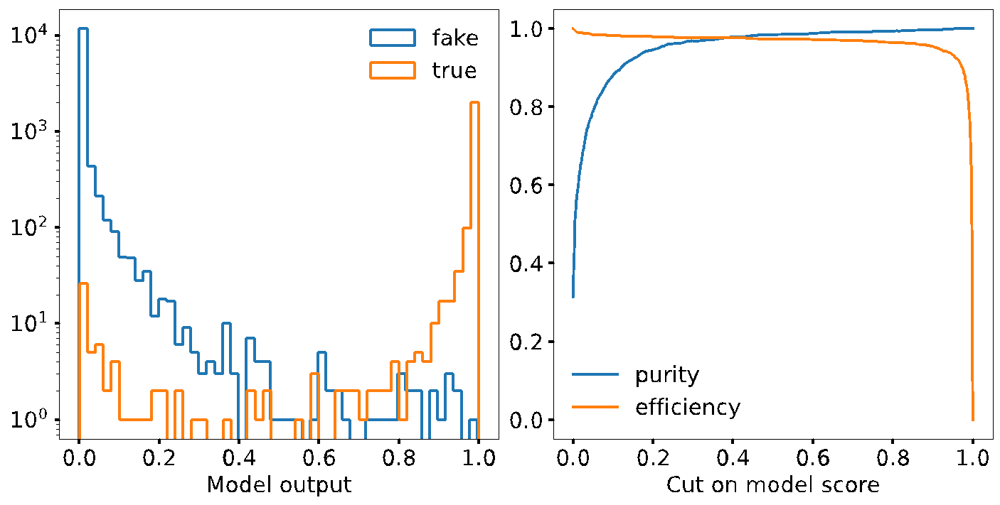 10⁴
10³
10²
10¹
10⁰
fake
true
0.0 0.2 0.4 0.6 0.8 1.0
Model output
1.0
0.8
0.6
0.4
0.2
0.0
purity
efficiency
0.0 0.2 0.4 0.6 0.8 1.0
Cut on model score